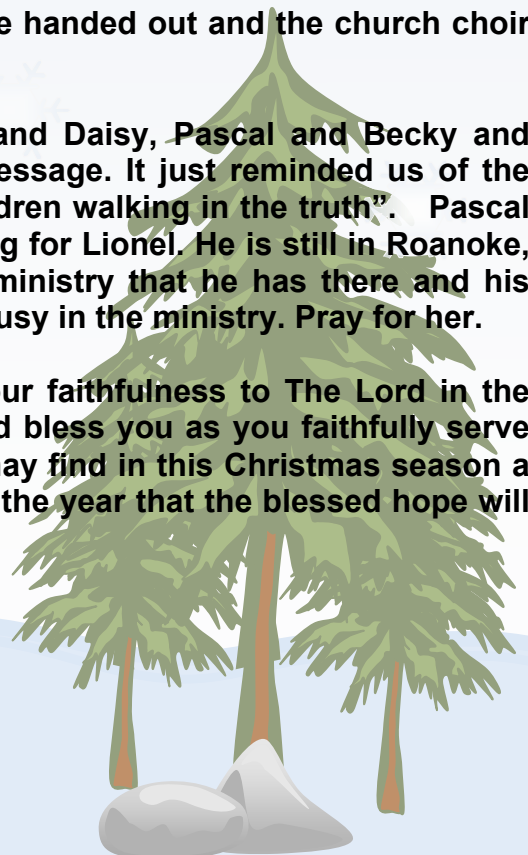 e handed out and the church choir
and Daisy, Pascal and Becky and
essage. It just reminded us of the
dren walking in the truth”. Pascal
g for Lionel. He is still in Roanoke,
ministry that he has there and his
usy in the ministry. Pray for her.
ur faithfulness to The Lord in the
d bless you as you faithfully serve
ay find in this Christmas season a
the year that the blessed hope will